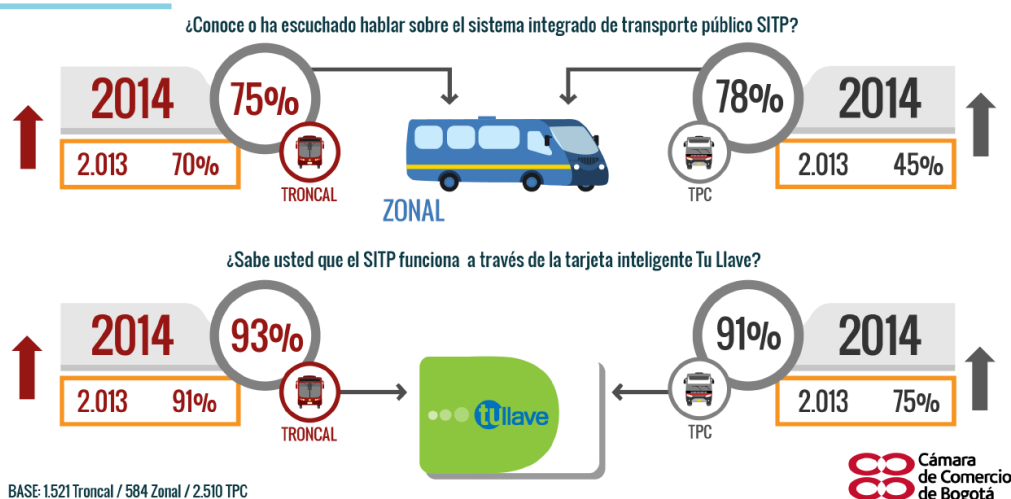 ¿Conoce o ha escuchado hablar sobre el sistema integrado de transporte público SITP?
2014
75%
2.013 70%
TRONCAL
ZONAL
78%
2014
TPC
2.013 45%
¿Sabe usted que el SITP funciona a través de la tarjeta inteligente Tu Llave?
2014
93%
2.013 91%
TRONCAL
tullave
91%
2014
TPC
2.013 75%
BASE: 1.521 Troncal / 584 Zonal / 2.510 TPC
Cámara
de Comercio
de Bogotá